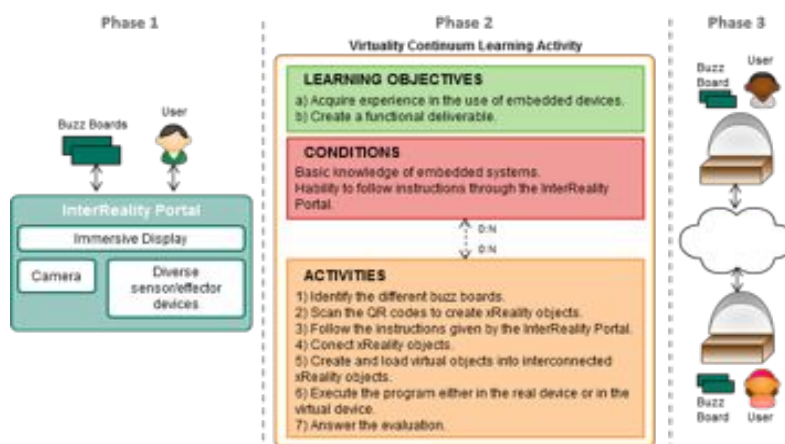 Phase 1
Buzz Boards
User
InterReality Portal
Immersive Display
Camera
Diverse
sensor/effector
devices
Phase 2
Virtuality Continuum Learning Activity
LEARNING OBJECTIVES
a) Acquire experience in the use of embedded devices.
b) Create a functional deliverable.
CONDITIONS
Basic knowledge of embedded systems.
Hability to follow instructions through the InterReality
Portal.
0:N
0:N
ACTIVITIES
1) Identify the different buzz boards.
2) Scan the QR codes to create xReality objects.
3) Follow the instructions given by the InterReality Portal.
4) Conect xReality objects.
5) Create and load virtual objects into interconnected
xReality objects.
6) Execute the program either in the real device or in the
virtual device.
7) Answer the evaluation.
Phase 3
Buzz
Board
User
Buzz
Board
User